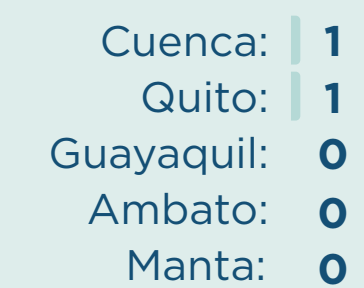 Cuenca: 1
Quito: 1
Guayaquil: 0
Ambato: 0
Manta: 0